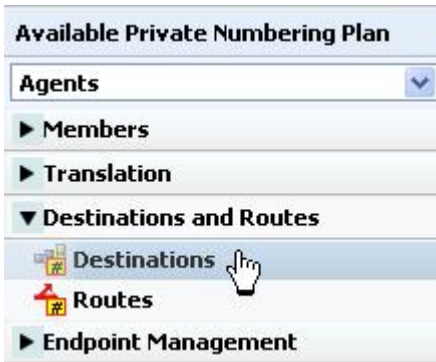 Available Private Numbering Plan
Agents
Members
Translation
Destinations and Routes
# Destinations
# Routes
Endpoint Management